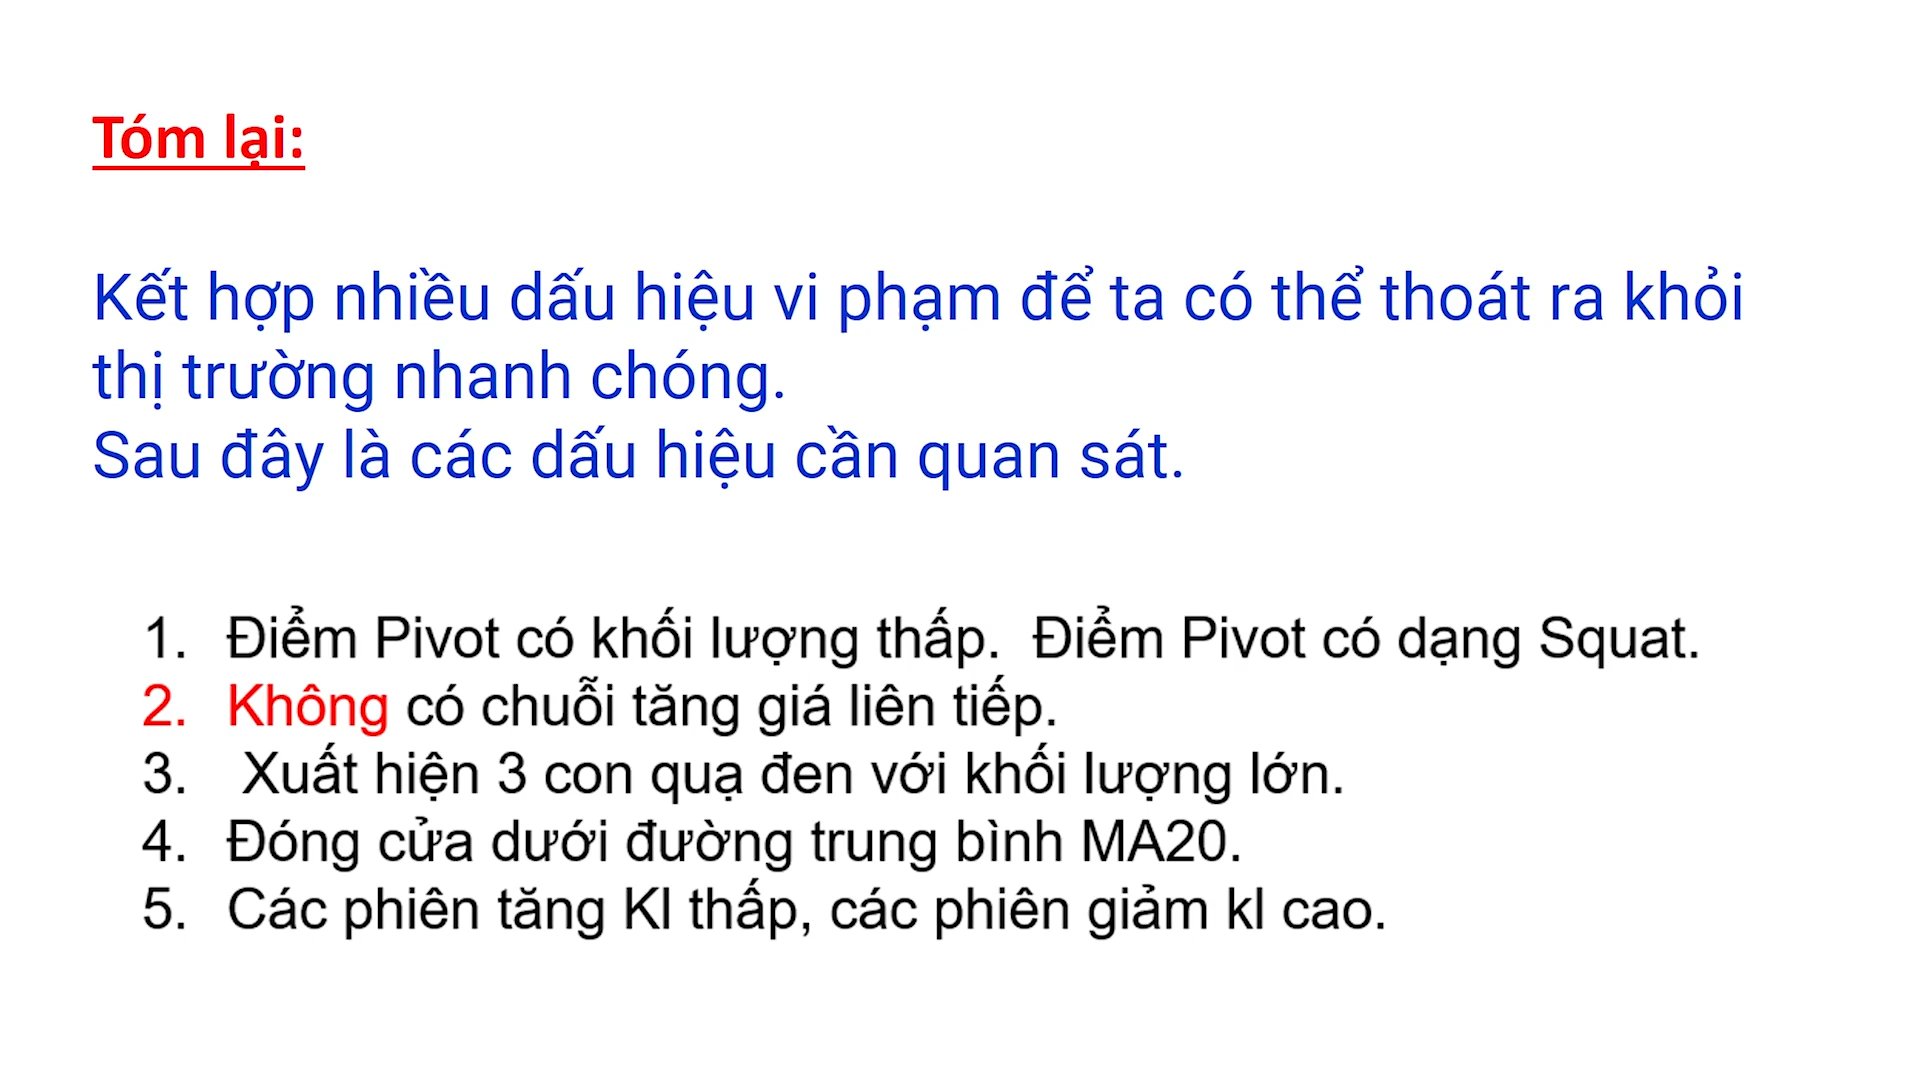 Tóm lại:
Kết hợp nhiều dấu hiệu vi phạm để ta có thể thoát ra khỏi
thị trường nhanh chóng.
Sau đây là các dấu hiệu cần quan sát.
1. Điểm Pivot có khối lượng thấp. Điểm Pivot có dạng Squat.
2. Không có chuỗi tăng giá liên tiếp.
3. Xuất hiện 3 con quạ đen với khối lượng lớn.
4. Đóng cửa dưới đường trung bình MA20.
5. Các phiên tăng Kl thấp, các phiên giảm kl cao.